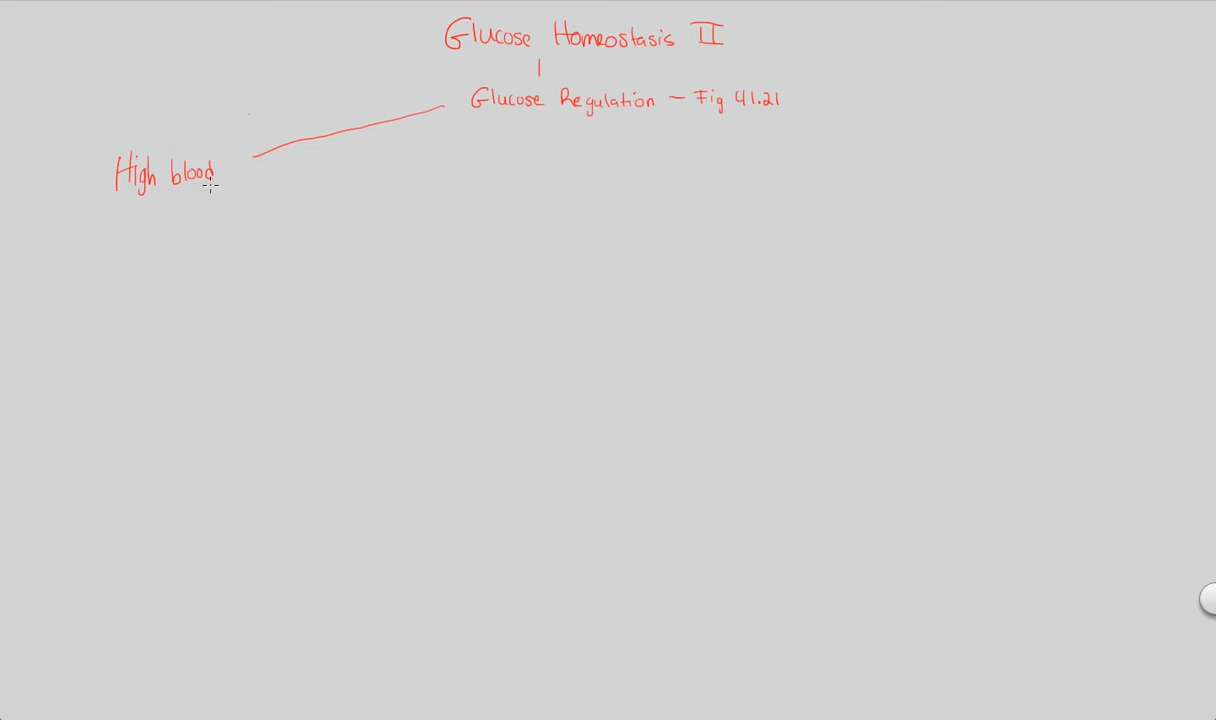 Glucose Homeostasis II
Glucose Regulation – Fig 41.21
High blood